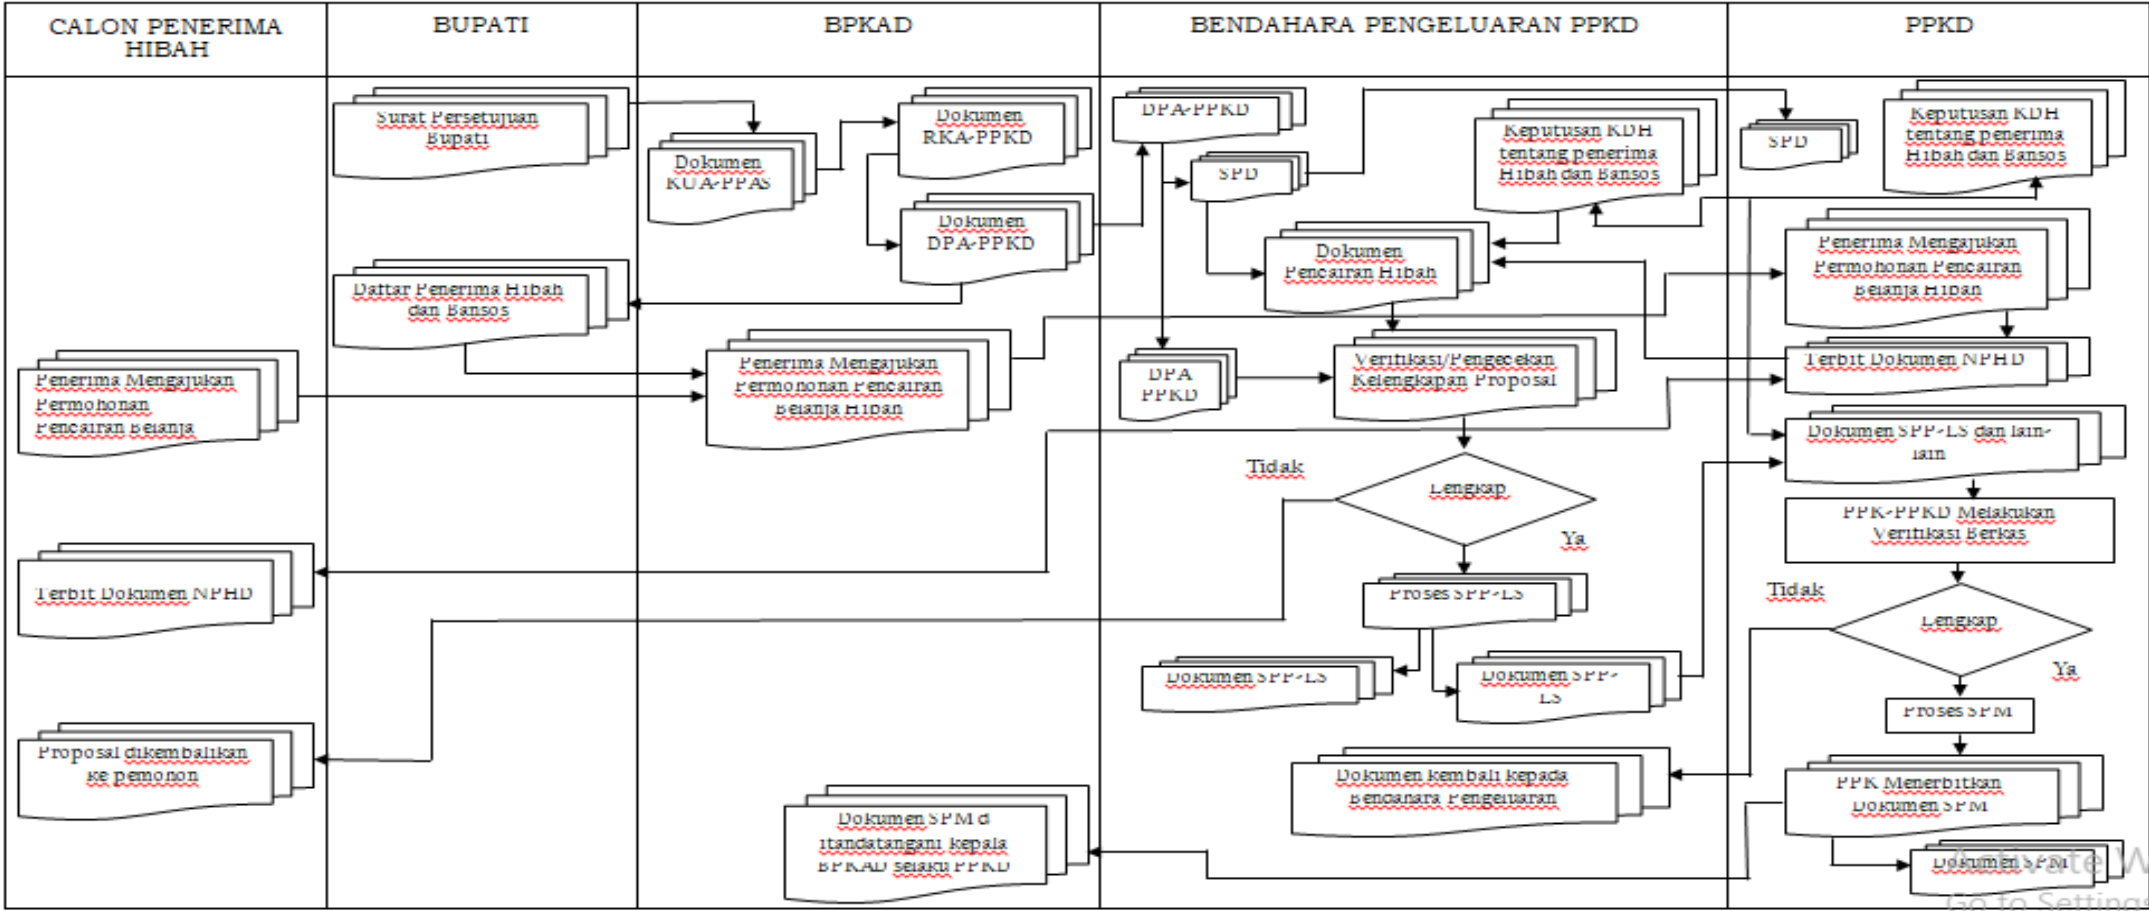 CALON PENERIMA
HIBAH
BUPATI
BPKAD
BENDAHARA PENGELUARAN PPKD
PPKD
Surat Persetujuan
Bupati
Dokumen
KUA-PPAS
Dokumen
RKA-PPKD
Dokumen
DPA-PPKD
Daftar Penerima Hibah
dan Bansos
Penerima Mengajukan
Permohonan
Pencairan Belanja
Penerima Mengajukan
Permohonan Pencairan
Belanja Hibah
Terbit Dokumen NPHD
Proposal dikembalikan
ke pemohon
Dokumen SPM d
itandatangani kepala
BPKAD selaku PPKD
DPA-PPKD
SPD
Keputusan KDH
tentang penerima
Hibah dan Bansos
Dokumen
Pencairan Hibah
DPA
PPKD
Verifikasi/Pengecekan
Kelengkapan Proposal
Tidak
Lengkap
Ya
Proses SPP-LS
Dokumen SPP-LS
Dokumen SPP-
LS
Dokumen kembali kepada
Bendahara Pengeluaran
SPD
Keputusan KDH
tentang penerima
Hibah dan Bansos
Penerima Mengajukan
Permohonan Pencairan
Belanja Hibah
Terbit Dokumen NPHD
Dokumen SPP-LS dan lain-
lain
PPK-PPKD Melakukan
Verifikasi Berkas
Tidak
Lengkap
Ya
Proses SPM
PPK Menerbitkan
Dokumen SPM
Dokumen SPM
Activate W
Go to Settings